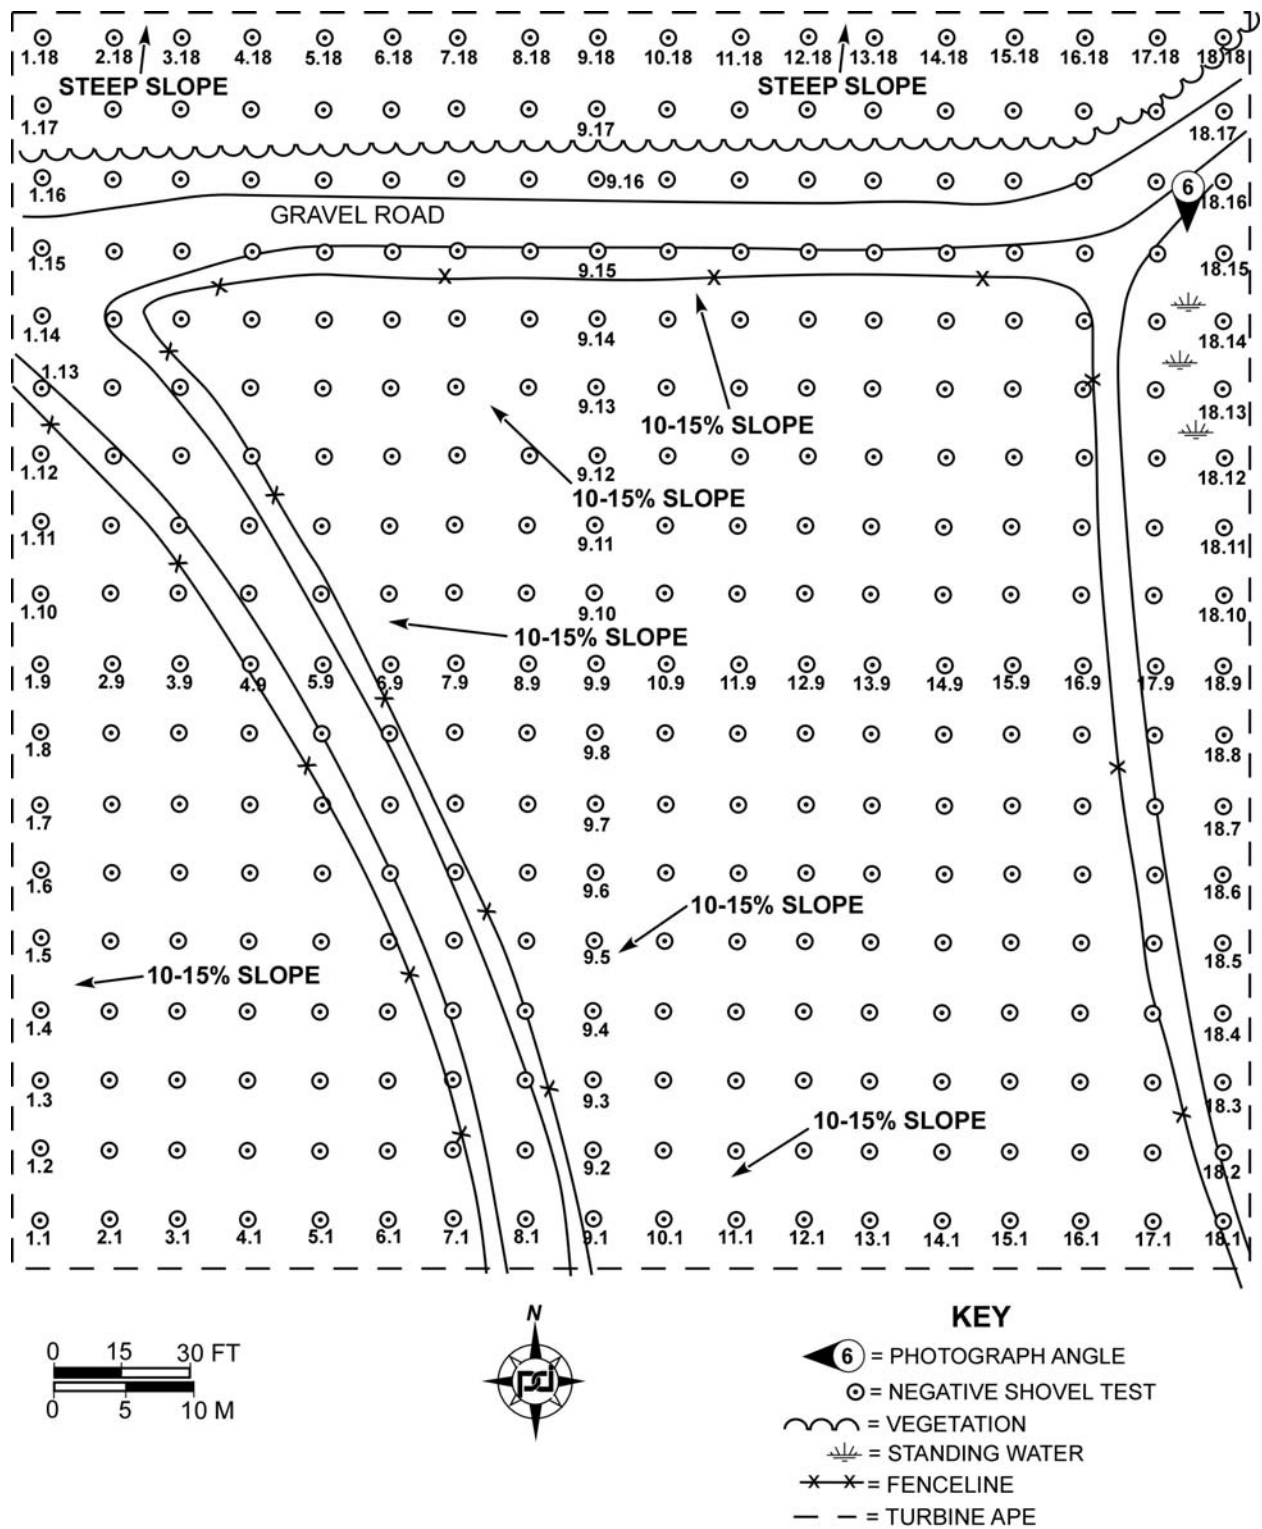 1.18 2.18 3.18 4.18 5.18 6.18 7.18 8.18 9.18 10.18 11.18 12.18 13.18 14.18 15.18 16.18 17.18 18.18
STEEP SLOPE STEEP SLOPE
1.17 9.17 18.17
1.16 9.16 6 18.16
GRAVEL ROAD
1.15 9.15 18.15
1.14 9.14 18.14
1.13 9.13 18.13
10-15% SLOPE
1.12 9.12 18.12
10-15% SLOPE
1.11 9.11 18.11
1.10 9.10 18.10
10-15% SLOPE
1.9 2.9 3.9 4.9 5.9 6.9 7.9 8.9 9.9 10.9 11.9 12.9 13.9 14.9 15.9 16.9 17.9 18.9
1.8 9.8 18.8
1.7 9.7 18.7
1.6 9.6 18.6
10-15% SLOPE
1.5 9.5 18.5
10-15% SLOPE
1.4 9.4 18.4
1.3 9.3 18.3
10-15% SLOPE
1.2 9.2 18.2
1.1 2.1 3.1 4.1 5.1 6.1 7.1 8.1 9.1 10.1 11.1 12.1 13.1 14.1 15.1 16.1 17.1 18.1
0 15 30 FT
0 5 10 M
N
pci
KEY
6 = PHOTOGRAPH ANGLE
= NEGATIVE SHOVEL TEST
= VEGETATION
= STANDING WATER
= FENCELINE
= TURBINE APE